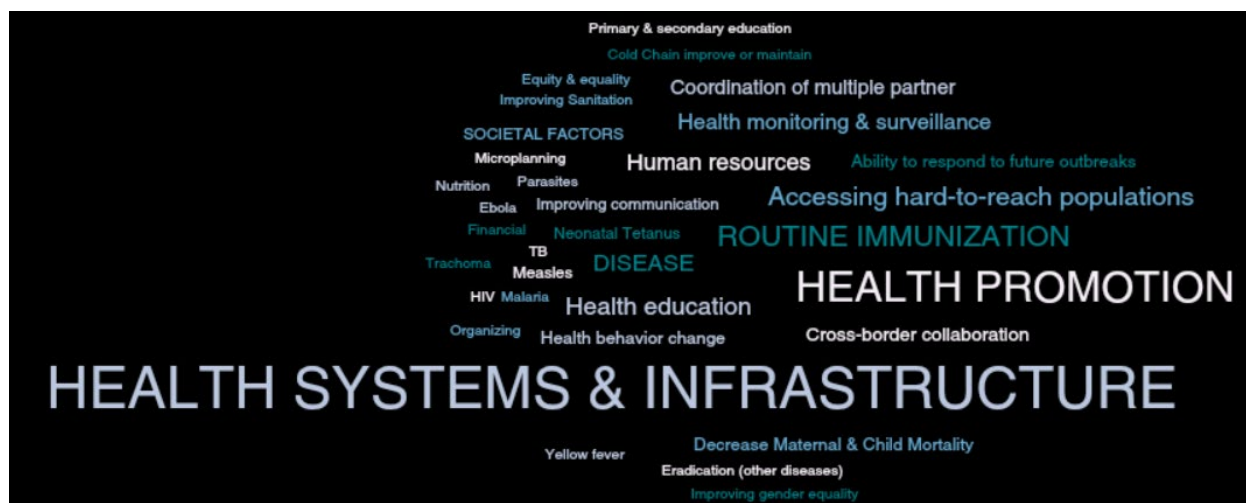 Primary & secondary education
Cold Chain improve or maintain
Equity & equality
Coordination of multiple partner
Improving Sanitation
Health monitoring & surveillance
SOCIETAL FACTORS
Microplanning
Human resources
Ability to respond to future outbreaks
Nutrition
Parasites
Accessing hard-to-reach populations
Ebola
Improving communication
Financial
Neonatal Tetanus
ROUTINE IMMUNIZATION
TB
Trachoma
DISEASE
Measles
HEALTH PROMOTION
HIV
Malaria
Health education
Organizing
Health behavior change
Cross-border collaboration
HEALTH SYSTEMS & INFRASTRUCTURE
Decrease Maternal & Child Mortality
Yellow fever
Eradication (other diseases)
Improving gender equality